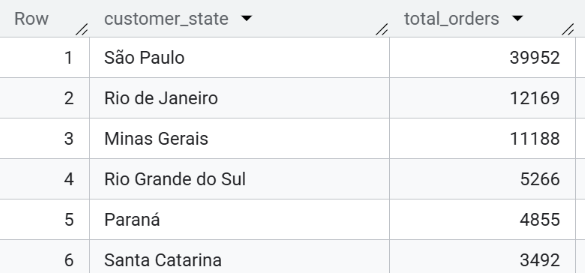 Row customer_state total_orders
1 São Paulo 39952
2 Rio de Janeiro 12169
3 Minas Gerais 11188
4 Rio Grande do Sul 5266
5 Paraná 4855
6 Santa Catarina 3492